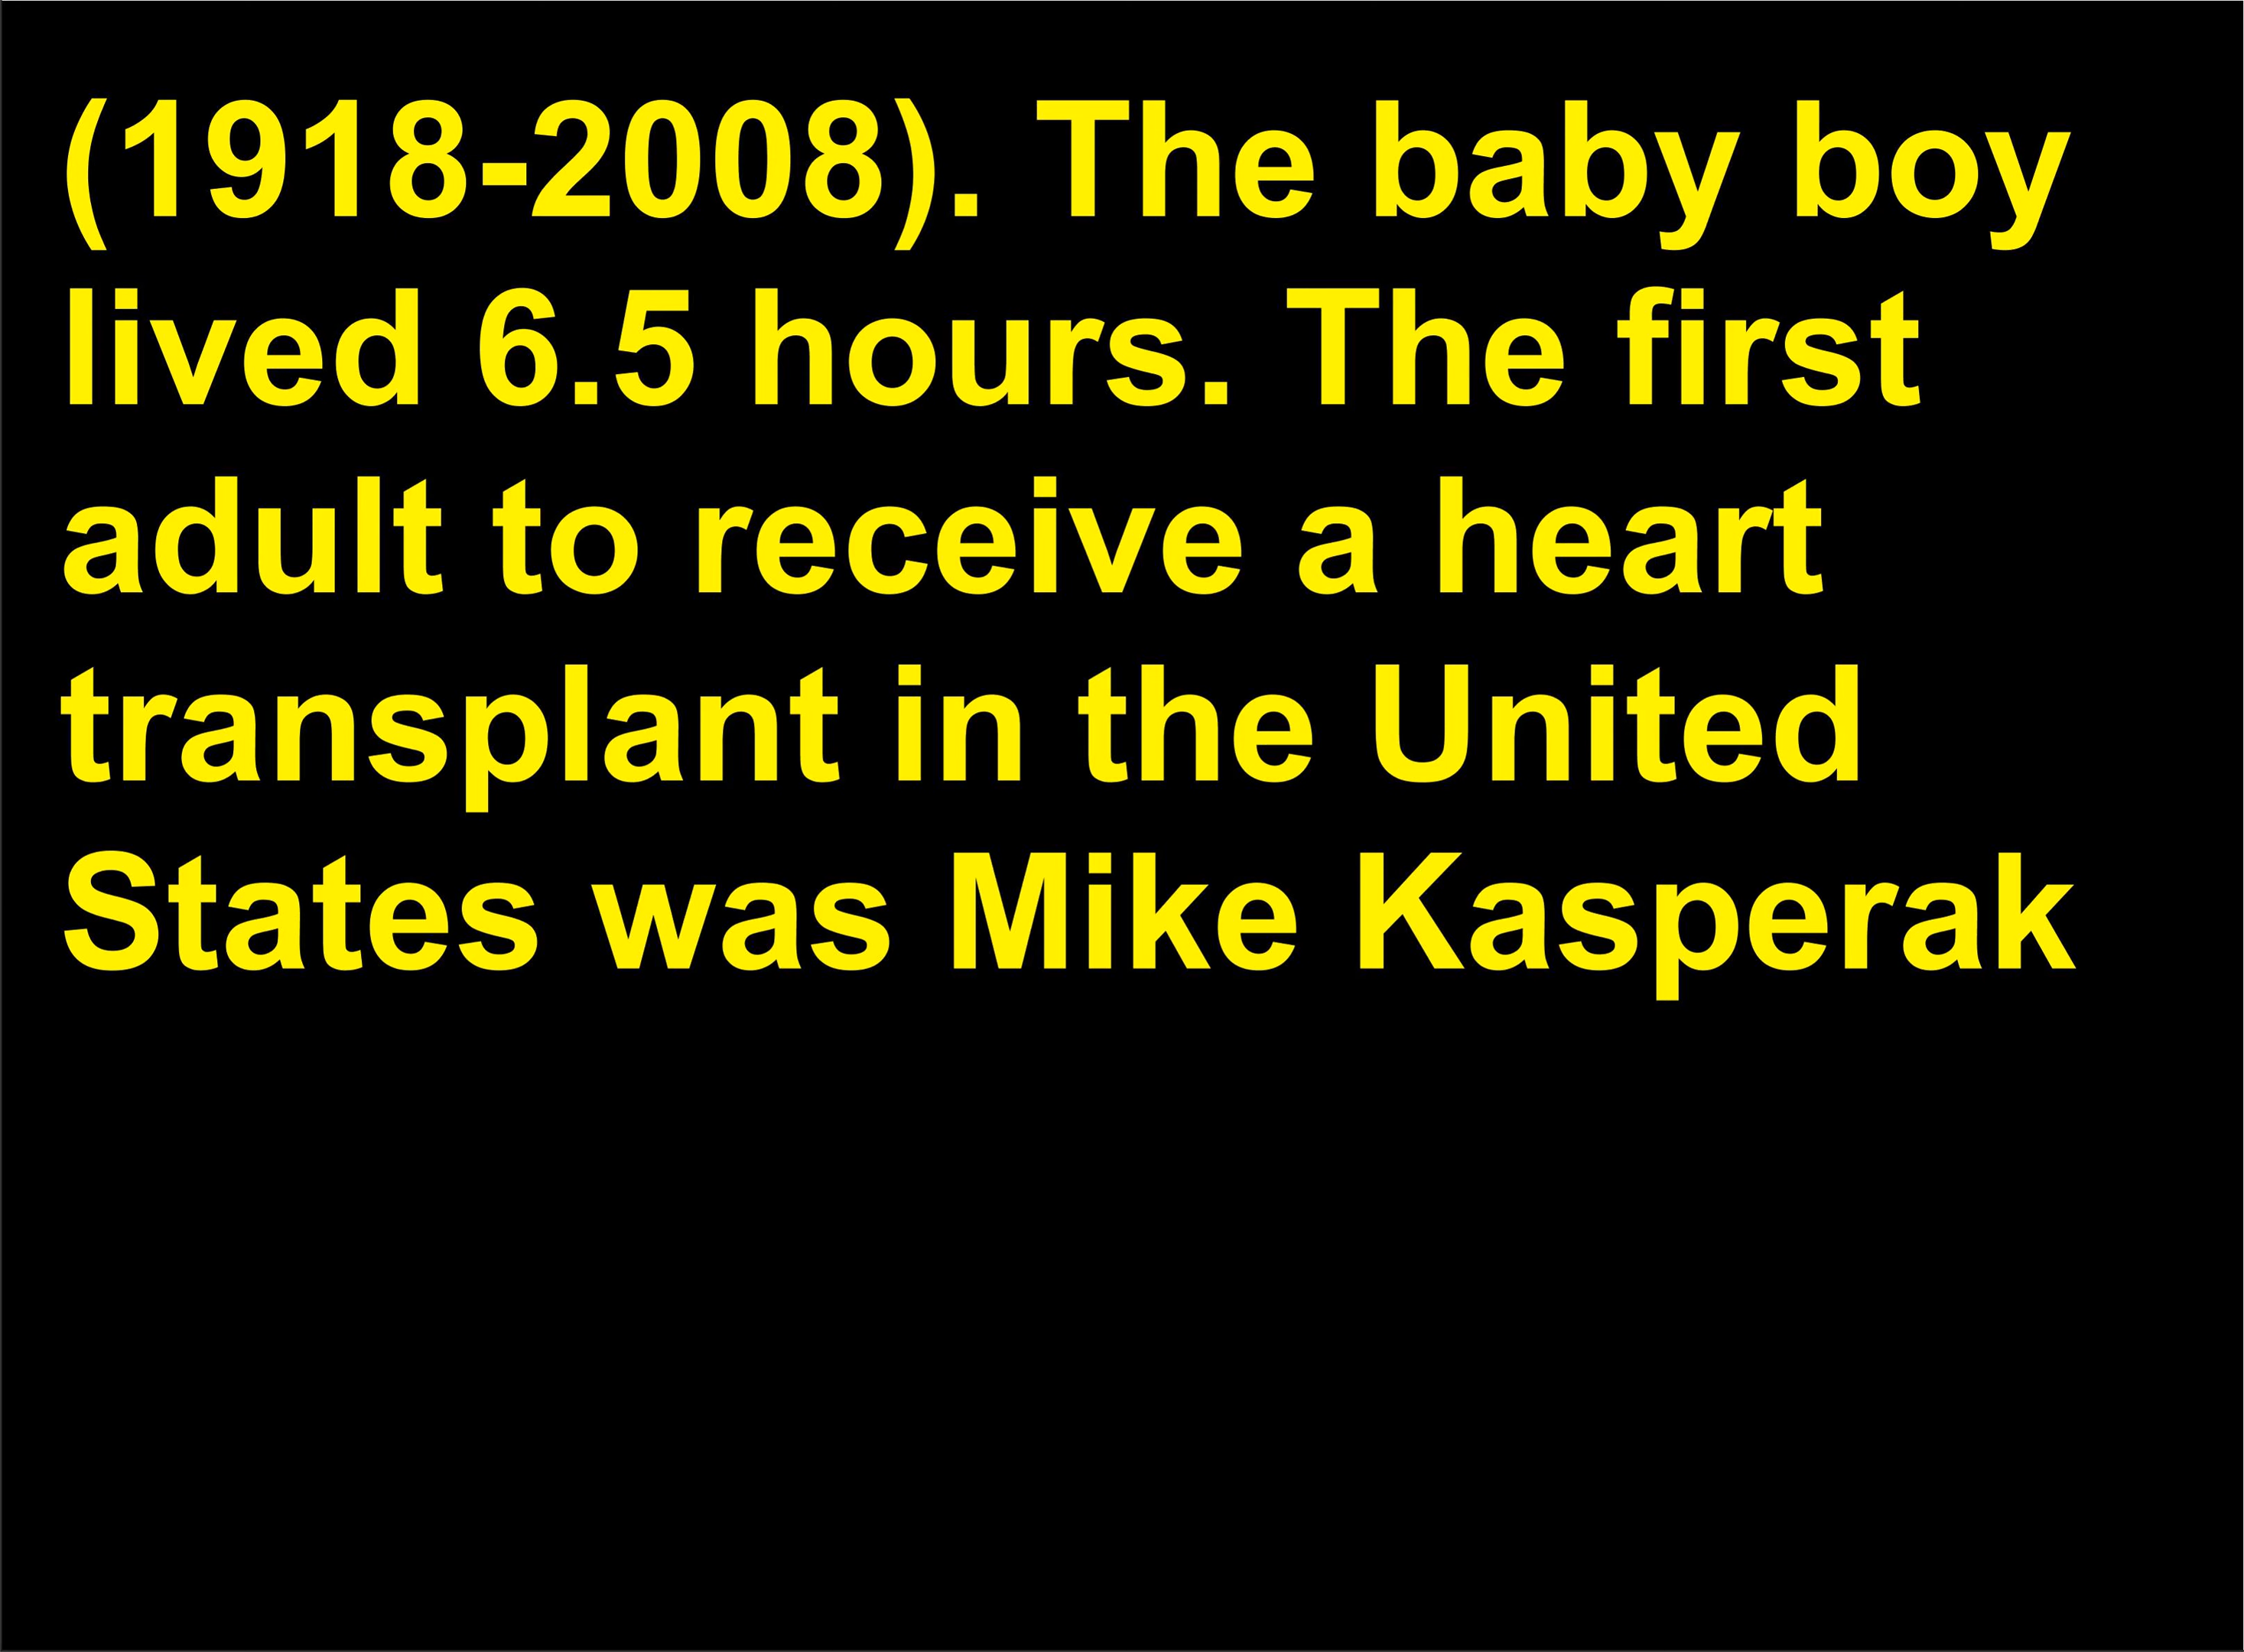 (1918-2008). The baby boy
lived 6.5 hours. The first
adult to receive a heart
transplant in the United
States was Mike Kasperak